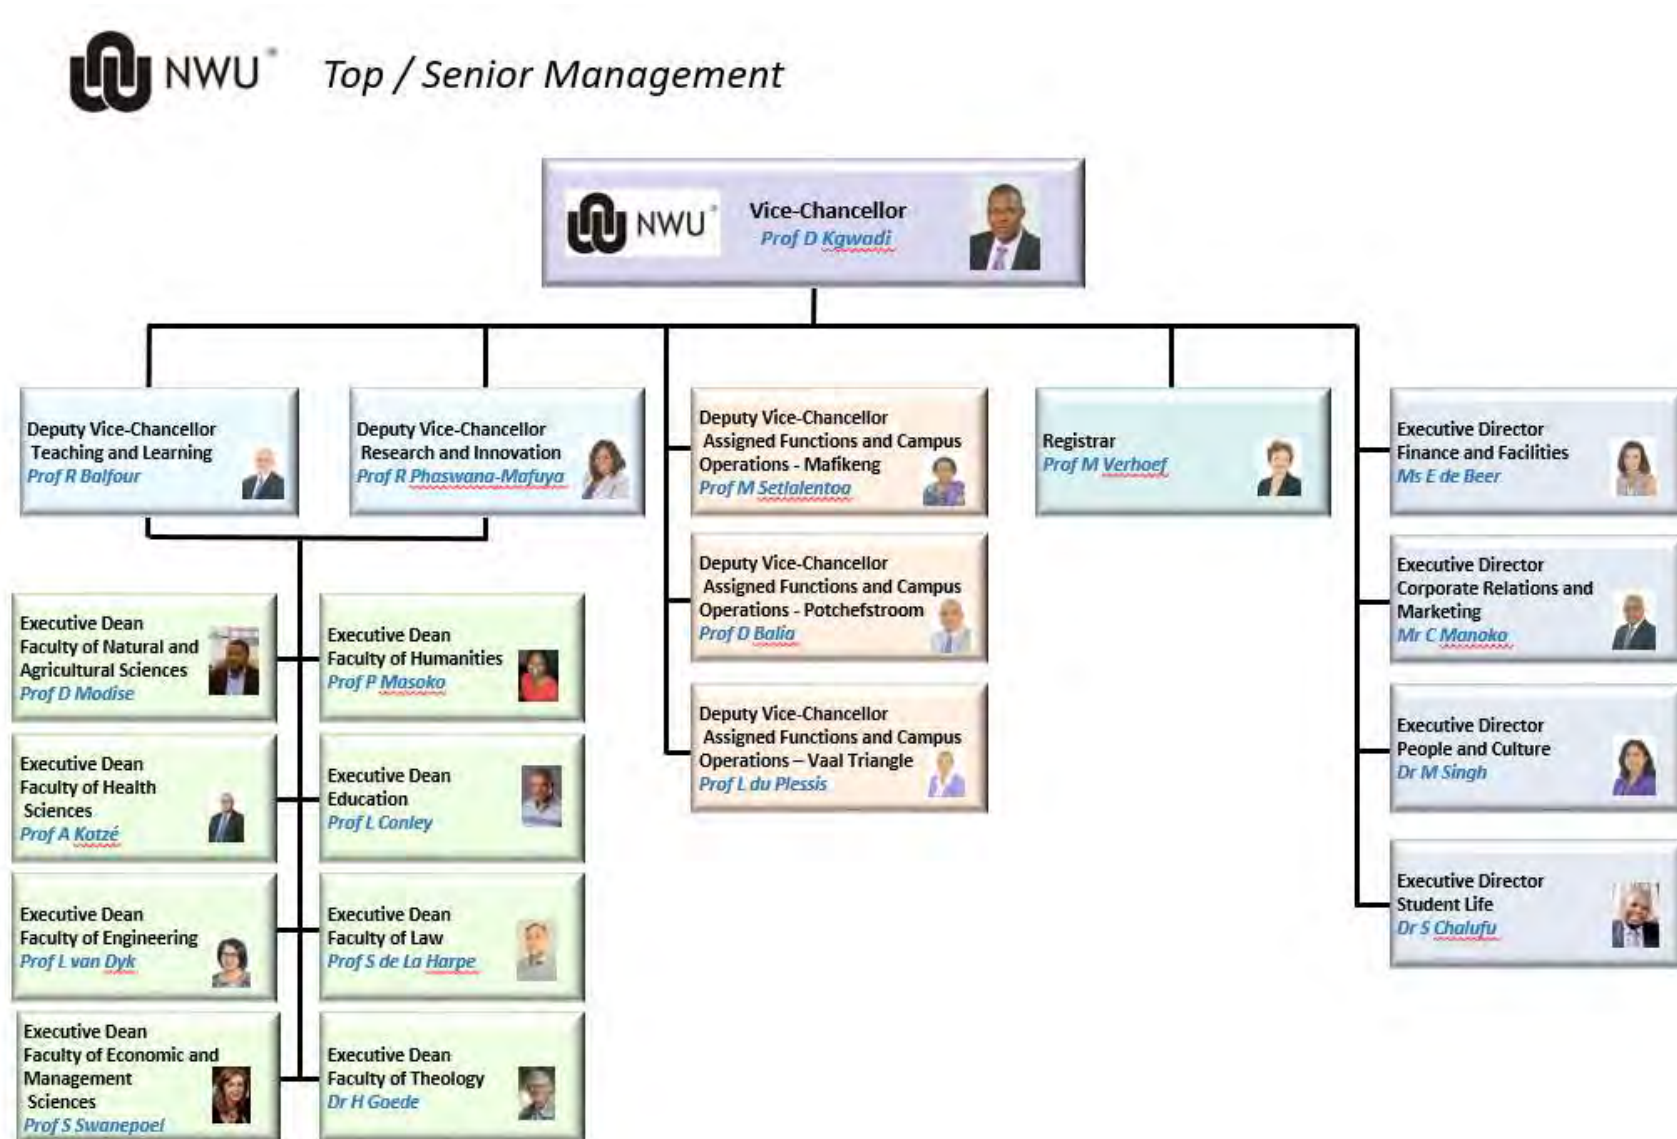 NWU
Top / Senior Management
NWU
Vice-Chancellor
Prof D Kgwadi
Deputy Vice-Chancellor
Teaching and Learning
Prof R Balfour
Deputy Vice-Chancellor
Research and Innovation
Prof R Phaswana-Mafuya
Deputy Vice-Chancellor
Assigned Functions and Campus
Operations - Mafikeng
Prof M Setlalentoa
Registrar
Prof M Verhoef
Executive Director
Finance and Facilities
Ms E de Beer
Deputy Vice-Chancellor
Assigned Functions and Campus
Operations - Potchefstroom
Prof D Balia
Executive Director
Corporate Relations and
Marketing
Mr C Manoko
Executive Dean
Faculty of Natural and
Agricultural Sciences
Prof D Modise
Executive Dean
Faculty of Humanities
Prof P Masoko
Deputy Vice-Chancellor
Assigned Functions and Campus
Operations – Vaal Triangle
Prof L du Plessis
Executive Director
People and Culture
Dr M Singh
Executive Dean
Faculty of Health
Sciences
Prof A Kotzé
Executive Dean
Education
Prof L Conley
Executive Director
Student Life
Dr S Chalufu
Executive Dean
Faculty of Engineering
Prof L van Dyk
Executive Dean
Faculty of Law
Prof S de La Harpe
Executive Dean
Faculty of Economic and
Management
Sciences
Prof S Swanepoel
Executive Dean
Faculty of Theology
Dr H Goede